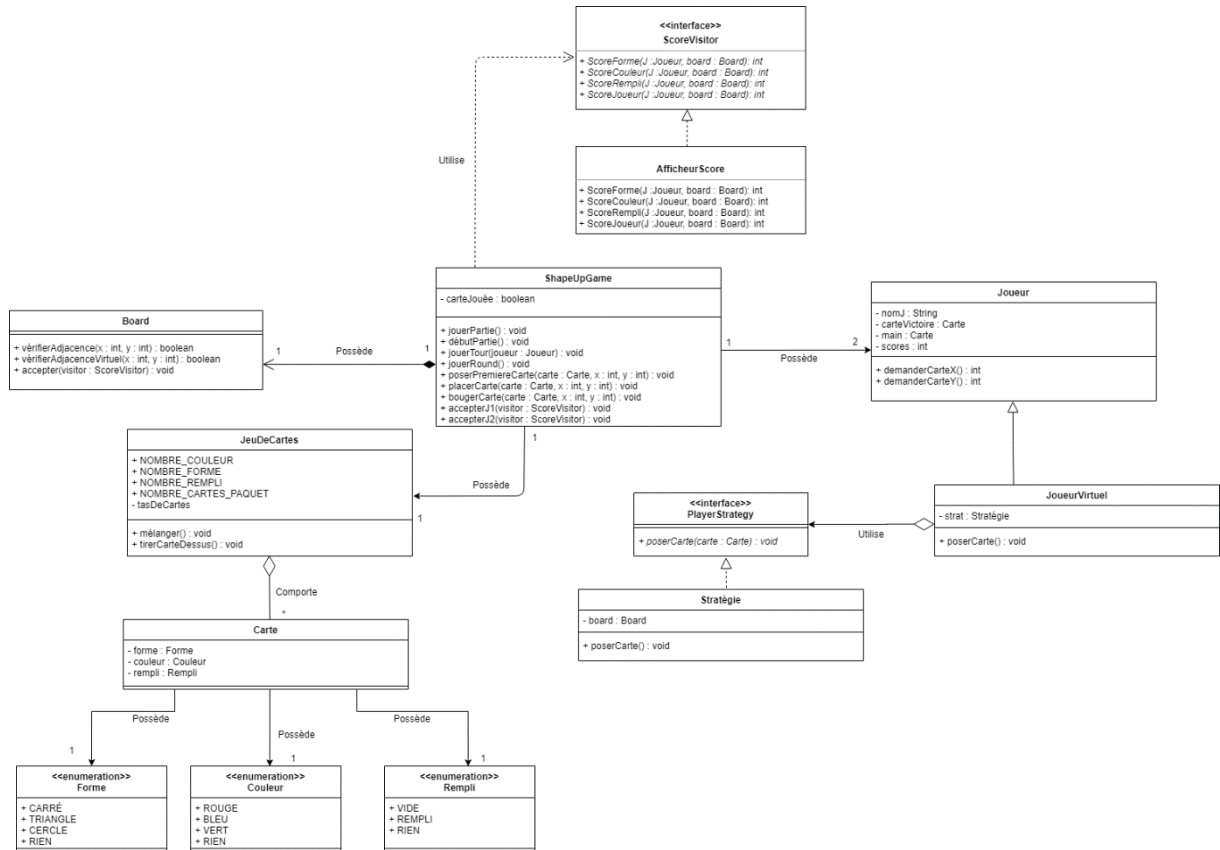 <<interface>>
ScoreVisitor
+ ScoreForme(J :Joueur, board : Board): int
+ ScoreCouleur(J :Joueur, board : Board): int
+ ScoreRempli(J :Joueur, board : Board): int
+ ScoreJoueur(J :Joueur, board : Board): int
Utilise
AfficheurScore
+ ScoreForme(J :Joueur, board : Board): int
+ ScoreCouleur(J :Joueur, board : Board): int
+ ScoreRempli(J :Joueur, board : Board): int
+ ScoreJoueur(J :Joueur, board : Board): int
ShapeUpGame
- carteJouée : boolean
+ jouerPartie() : void
+ débutPartie() : void
+ jouerTour(joueur : Joueur) : void
+ jouerRound() : void
+ poserPremiereCarte(carte : Carte, x : int, y : int) : void
+ placerCarte(carte : Carte, x : int, y : int) : void
+ bougerCarte(carte : Carte, x : int, y : int) : void
+ accepterJ1(visitor : ScoreVisitor) : void
+ accepterJ2(visitor : ScoreVisitor) : void
Board
+ vérifierAdjacence(x : int, y : int) : boolean
+ vérifierAdjacenceVirtuel(x : int, y : int) : boolean
+ accepter(visitor : ScoreVisitor) : void
1
Possède
1
1
Possède
2
Joueur
- nomJ : String
- carteVictoire : Carte
- main : Carte
- scores : int
+ demanderCarteX() : int
+ demanderCarteY() : int
1
Possède
1
JeuDeCartes
+ NOMBRE_COULEUR
+ NOMBRE_FORME
+ NOMBRE_REMPLI
+ NOMBRE_CARTES_PAQUET
- tasDeCartes
+ mélanger() : void
+ tirerCarteDessus() : void
<<interface>>
PlayerStrategy
+ poserCarte(carte : Carte) : void
Utilise
JoueurVirtuel
- strat : Stratégie
+ poserCarte() : void
Stratégie
- board : Board
+ poserCarte() : void
Comporte
*
Carte
- forme : Forme
- couleur : Couleur
- rempli : Rempli
Possède
Possède
Possède
1
1
1
<<enumeration>>
Forme
+ CARRÉ
+ TRIANGLE
+ CERCLE
+ RIEN
<<enumeration>>
Couleur
+ ROUGE
+ BLEU
+ VERT
+ RIEN
<<enumeration>>
Rempli
+ VIDE
+ REMPLI
+ RIEN